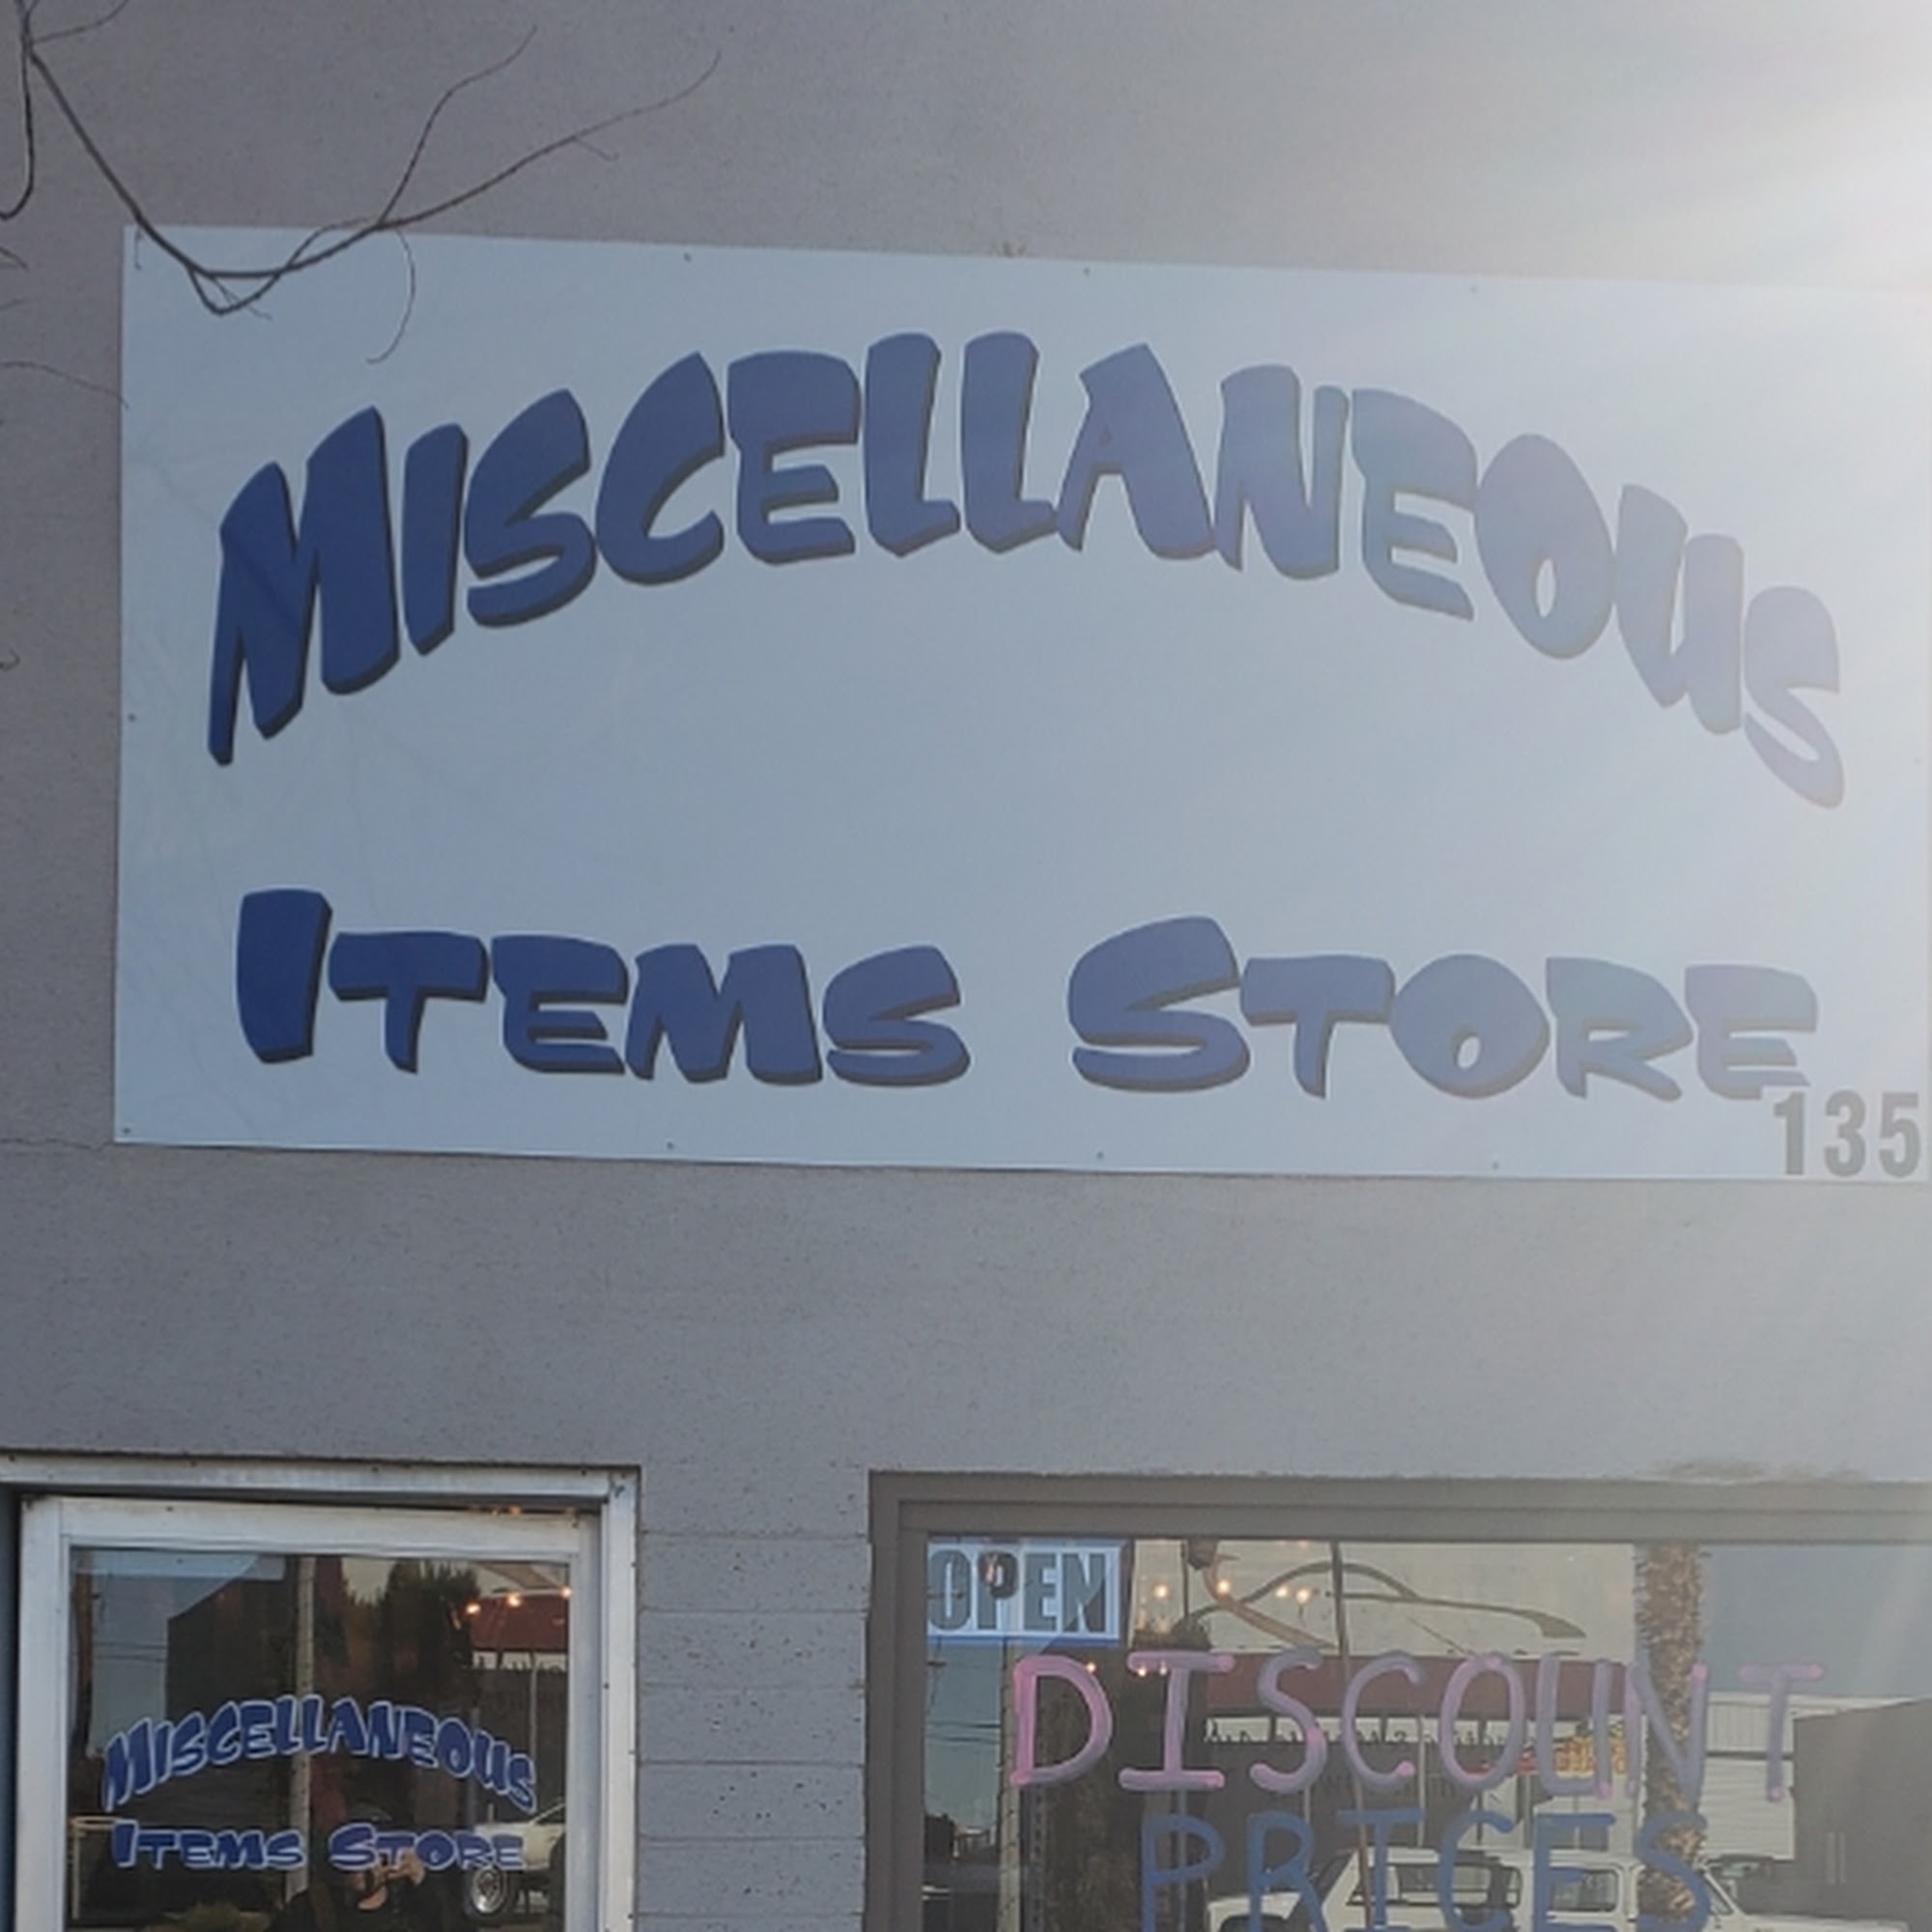 MISCELLANEOUS
ITEMS STORE
135
OPEN
DISCOUNT
PRICES
MISCELLANEOUS
ITEMS STORE